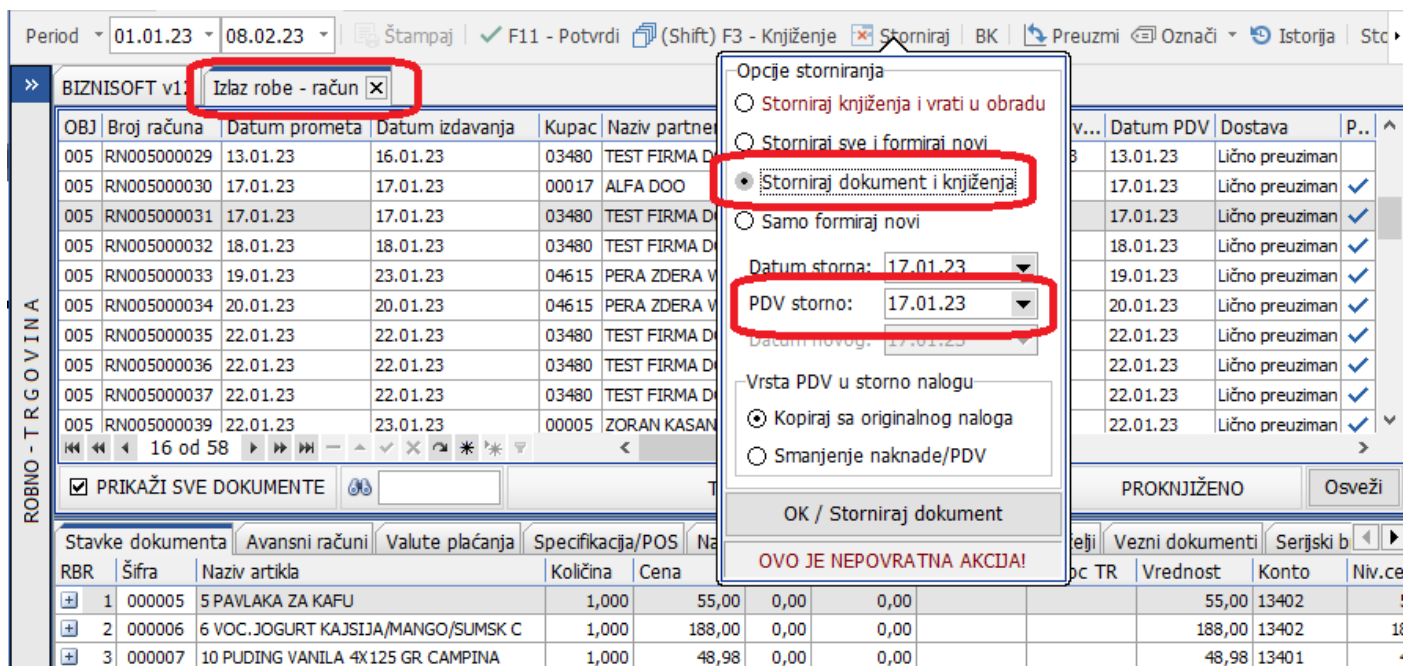 Period 01.01.23 08.02.23 Štampaj F11 - Potvrdi (Shift) F3 - Knjiženje Storniraj BK Preuzmi Označi Istorija Stc
BIZNISOFT v1 Izlaz robe - račun
OBJ Broj računa Datum prometa Datum izdavanja Kupac Naziv partner v... Datum PDV Dostava P..
005 RN005000029 13.01.23 16.01.23 03480 TEST FIRMA D 13.01.23 Lično preuziman
005 RN005000030 17.01.23 17.01.23 00017 ALFA DOO 17.01.23 Lično preuziman
005 RN005000031 17.01.23 17.01.23 03480 TEST FIRMA D 17.01.23 Lično preuziman
005 RN005000032 18.01.23 18.01.23 03480 TEST FIRMA D 18.01.23 Lično preuziman
005 RN005000033 19.01.23 23.01.23 04615 PERA ZDERA V 19.01.23 Lično preuziman
005 RN005000034 20.01.23 20.01.23 04615 PERA ZDERA V 20.01.23 Lično preuziman
005 RN005000035 22.01.23 22.01.23 03480 TEST FIRMA D 22.01.23 Lično preuziman
005 RN005000036 22.01.23 22.01.23 03480 TEST FIRMA D 22.01.23 Lično preuziman
005 RN005000037 22.01.23 22.01.23 03480 TEST FIRMA D 22.01.23 Lično preuziman
005 RN005000039 22.01.23 23.01.23 00005 ZORAN KASAN 22.01.23 Lično preuziman
16 od 58
PRIKAŽI SVE DOKUMENTE T PROKNJIŽENO Osveži
ROBNO - TRGOVINA
Opcije storniranja
Storniraj knjiženja i vrati u obradu
Storniraj sve i formiraj novi
Storniraj dokument i knjiženja
Samo formiraj novi
Datum storna: 17.01.23
PDV storno: 17.01.23
Datum novog: 17.01.23
Vrsta PDV u storno nalogu
Kopiraj sa originalnog naloga
Smanjenje naknade/PDV
OK / Storniraj dokument
OVO JE NEPOVRATNA AKCIJA!
Stavke dokumenta Avansni računi Valute plaćanja Specifikacija/POS Na elji Vezni dokumenti Serijski b
RBR Šifra Naziv artikla Količina Cena oc TR Vrednost Konto Niv.ce
1 000005 5 PAVLAKA ZA KAFU 1,000 55,00 0,00 0,00 55,00 13402 5
2 000006 6 VOC.JOGURT KAJSIJA/MANGO/SUMSK C 1,000 188,00 0,00 0,00 188,00 13402 18
3 000007 10 PUDING VANILA 4X125 GR CAMPINA 1,000 48,98 0,00 0,00 48,98 13401 4